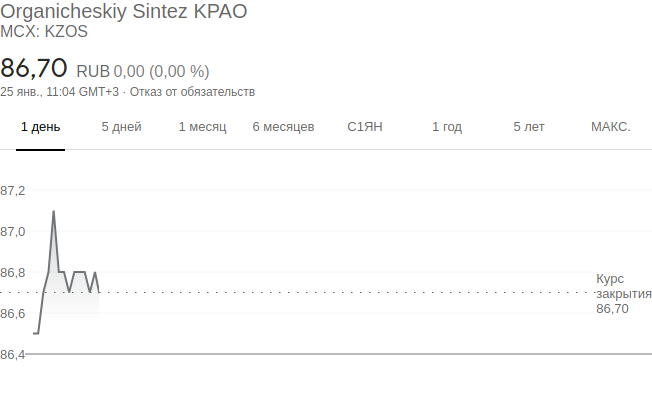 Organicheskiy Sintez KPAO
MCX: KZOS
86,70 RUB 0,00 (0,00 %)
25 янв., 11:04 GMT+3 · Отказ от обязательств
1 день 5 дней 1 месяц 6 месяцев С1ЯН 1 год 5 лет МАКС.
87,2
87,0
86,8
86,6
86,4
Курс
закрытия
86,70